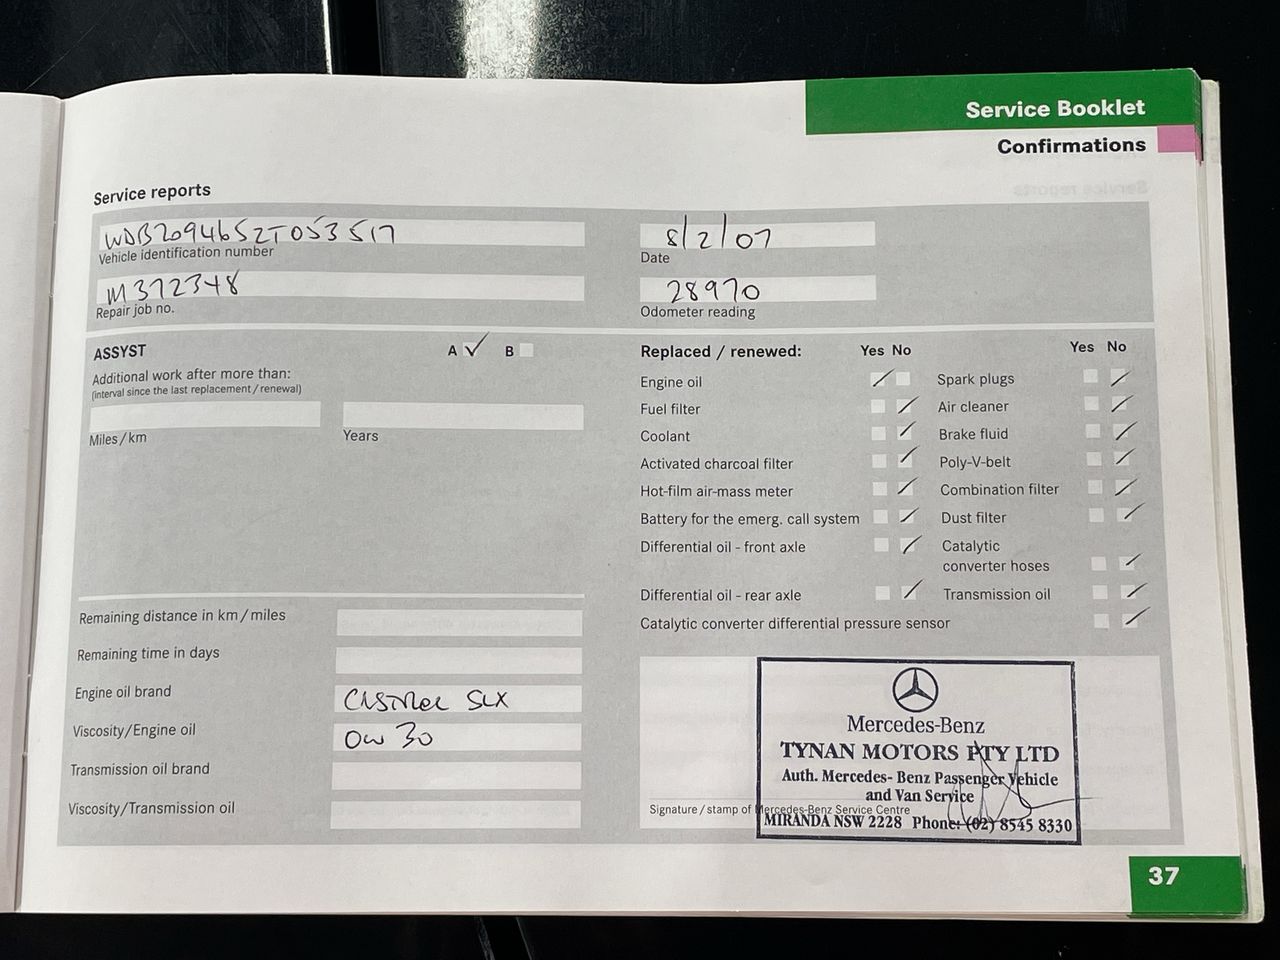 Service Booklet
Confirmations
Service reports
WDB2094652T053517
Vehicle identification number
8/2/07
Date
M372348
Repair job no.
28970
Odometer reading
ASSYST A ✓ B
Additional work after more than:
(interval since the last replacement / renewal)
Miles/km
Years
Replaced / renewed: Yes No Yes No
Engine oil
Spark plugs
Fuel filter
Air cleaner
Coolant
Brake fluid
Activated charcoal filter
Poly-V-belt
Hot-film air-mass meter
Combination filter
Battery for the emerg. call system
Dust filter
Differential oil - front axle
Catalytic
converter hoses
Differential oil - rear axle
Transmission oil
Catalytic converter differential pressure sensor
Remaining distance in km/miles
Remaining time in days
Engine oil brand CASTROL SLX
Viscosity/Engine oil 0W 30
Transmission oil brand
Viscosity/Transmission oil
Mercedes-Benz
TYNAN MOTORS PTY LTD
Auth. Mercedes- Benz Passenger Vehicle
and Van Service
Signature / stamp of Mercedes-Benz Service Centre
MIRANDA NSW 2228 Phone: (02) 8545 8330
37